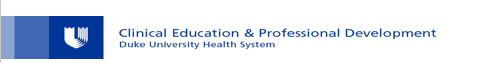 Clinical Education & Professional Development
Duke University Health System